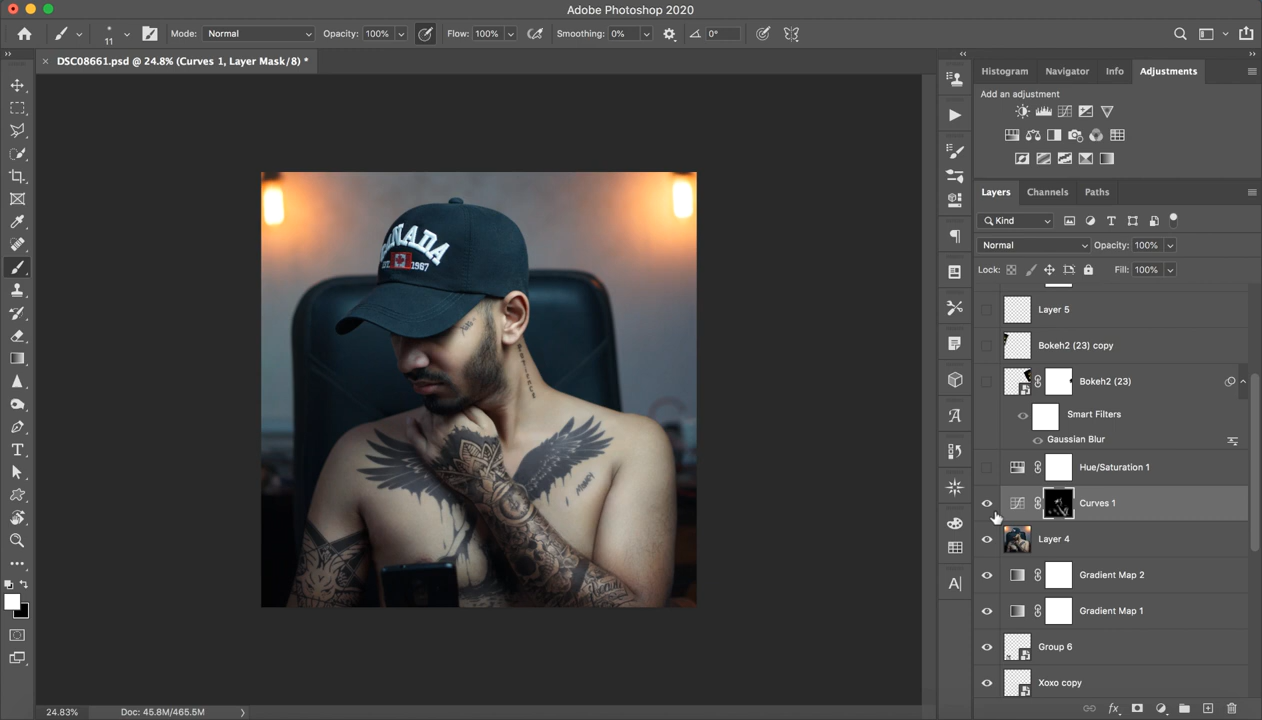 Adobe Photoshop 2020
11
Mode: Normal
Opacity: 100%
Flow: 100%
Smoothing: 0%
0°
DSC08661.psd @ 24.8% (Curves 1, Layer Mask/8) *
Histogram Navigator Info Adjustments
Add an adjustment
Layers Channels Paths
Kind
Normal Opacity: 100%
Lock: Fill: 100%
Layer 5
Bokeh2 (23) copy
Bokeh2 (23)
Smart Filters
Gaussian Blur
Hue/Saturation 1
Curves 1
Layer 4
Gradient Map 2
Gradient Map 1
Group 6
Xoxo copy
CANADA
EST. 1967
24.83% Doc: 45.8M/465.5M